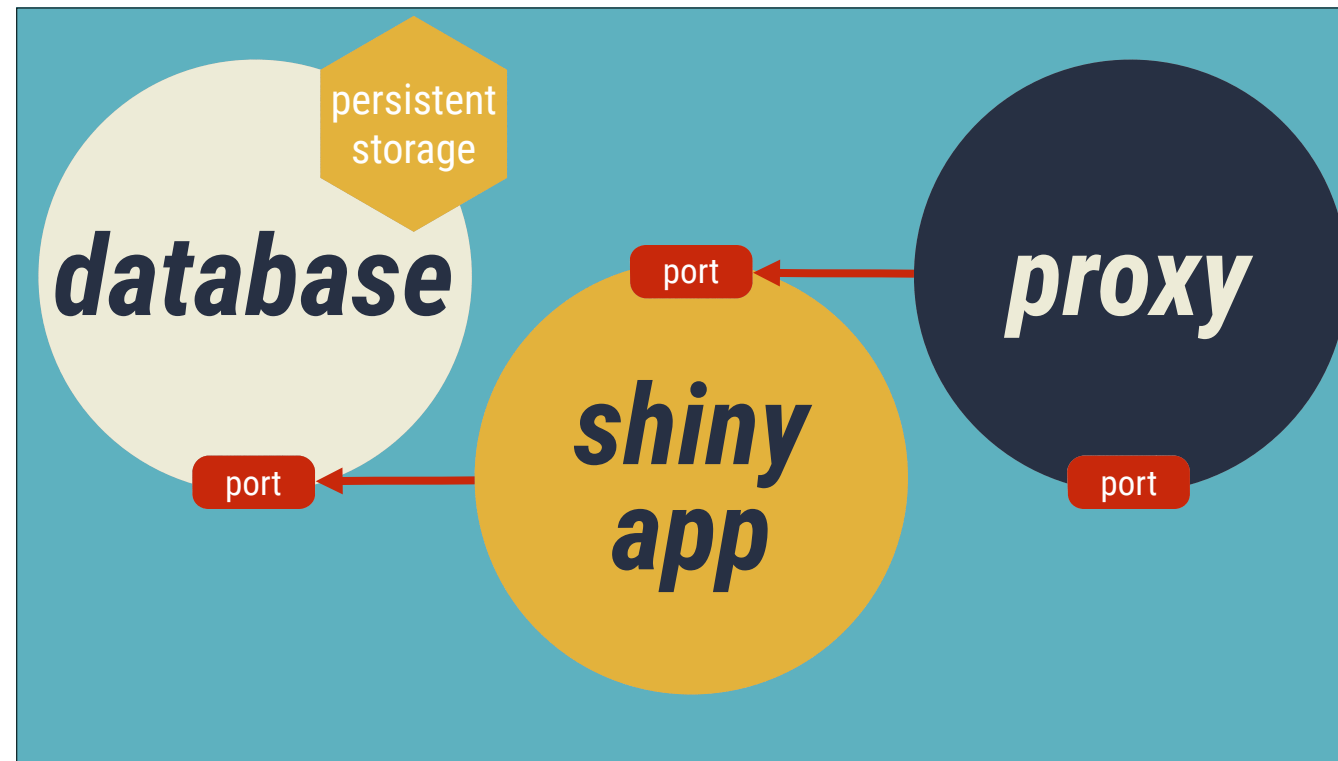 persistent
storage
database
port
port
shiny
app
proxy
port